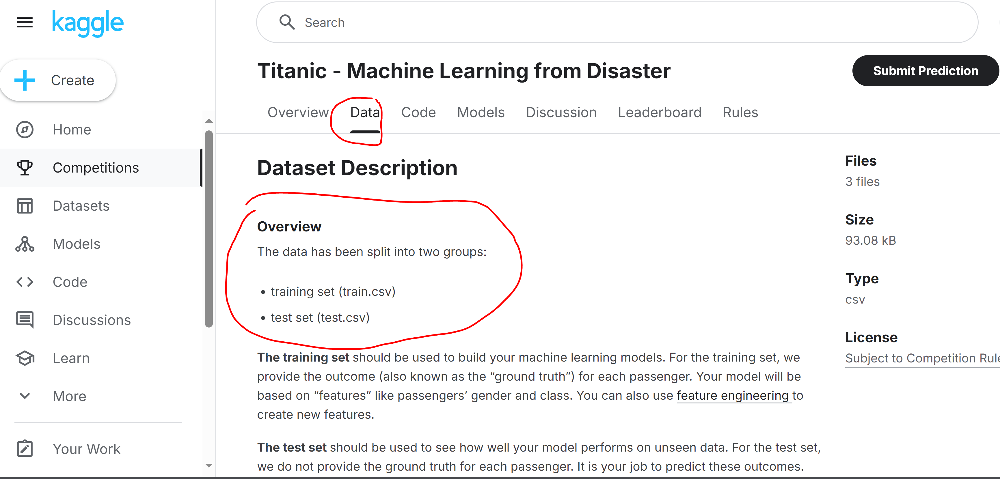 kaggle
Search
Create
Home
Competitions
Datasets
Models
Code
Discussions
Learn
More
Your Work
Titanic - Machine Learning from Disaster
Submit Prediction
Overview Data Code Models Discussion Leaderboard Rules
Dataset Description
Overview
The data has been split into two groups:
• training set (train.csv)
• test set (test.csv)
The training set should be used to build your machine learning models. For the training set, we
provide the outcome (also known as the “ground truth”) for each passenger. Your model will be
based on “features” like passengers’ gender and class. You can also use feature engineering to
create new features.
The test set should be used to see how well your model performs on unseen data. For the test set,
we do not provide the ground truth for each passenger. It is your job to predict these outcomes.
Files
3 files
Size
93.08 kB
Type
csv
License
Subject to Competition Rule